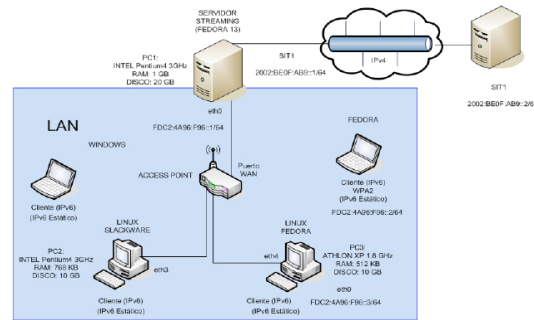 SERVIDOR
STREAMING
(FEDORA 13)
PC1:
INTEL Pentium4 3GHz
RAM: 1 GB
DISCO: 20 GB
SIT1
2002:BE0F:AB9::1/64
IPv4
SIT1
2002:BE0F:AB9::2/6
eth0
LAN
FDC2:4A96:F96::1/64
WINDOWS
FEDORA
ACCESS POINT
Puerto
WAN
Cliente (IPv6)
(IPv6 Estático)
Cliente (IPv6)
WPA2
(IPv6 Estático)
FDC2:4A96:F96::2/64
LINUX
SLACKWARE
LINUX
FEDORA
PC2:
INTEL Pentium4 3GHz
RAM: 768 KB
DISCO: 10 GB
eth3
eth4
PC3:
ATHLON XP 1.8 GHz
RAM: 512 KB
DISCO: 10 GB
eth0
Cliente (IPv6)
(IPv6 Estático)
Cliente (IPv6)
(IPv6 Estático)
FDC2:4A96:F96::3/64